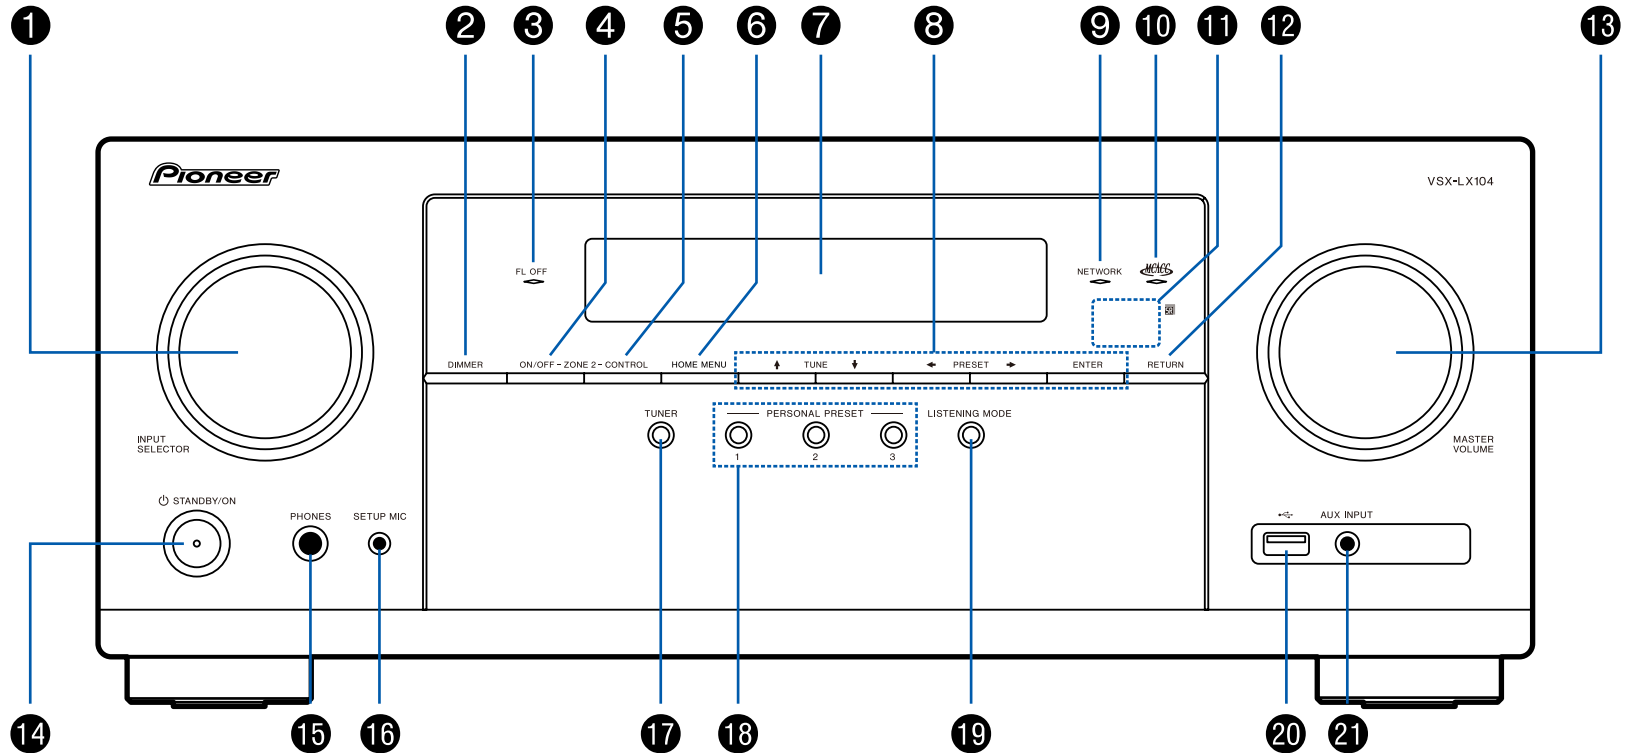 1 2 3 4 5 6 7 8 9 10 11 12 13
Pioneer
VSX-LX104
FL OFF
NETWORK
MCACC
DIMMER
ON/OFF – ZONE 2 – CONTROL
HOME MENU
TUNE
PRESET
ENTER
RETURN
TUNER
PERSONAL PRESET
LISTENING MODE
1 2 3
INPUT
SELECTOR
MASTER
VOLUME
STANDBY/ON
PHONES
SETUP MIC
AUX INPUT
14 15 16 17 18 19 20 21